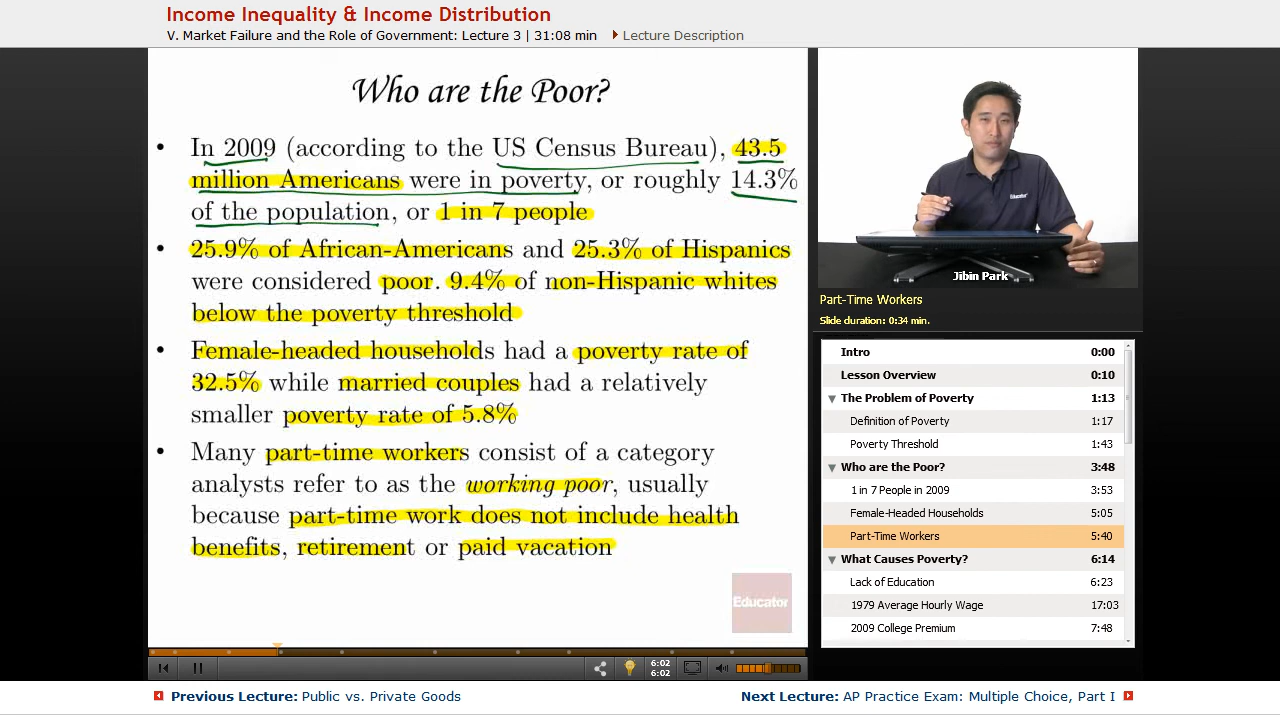 Income Inequality & Income Distribution
V. Market Failure and the Role of Government: Lecture 3 | 31:08 min
Lecture Description
Who are the Poor?
• In 2009 (according to the US Census Bureau), 43.5
million Americans were in poverty, or roughly 14.3%
of the population, or 1 in 7 people
• 25.9% of African-Americans and 25.3% of Hispanics
were considered poor. 9.4% of non-Hispanic whites
below the poverty threshold
• Female-headed households had a poverty rate of
32.5% while married couples had a relatively
smaller poverty rate of 5.8%
• Many part-time workers consist of a category
analysts refer to as the working poor, usually
because part-time work does not include health
benefits, retirement or paid vacation
Educator
6:02
6:02
Educator
Jibin Park
Part-Time Workers
Slide duration: 0:34 min.
Intro 0:00
Lesson Overview 0:10
The Problem of Poverty 1:13
Definition of Poverty 1:17
Poverty Threshold 1:43
Who are the Poor? 3:48
1 in 7 People in 2009 3:53
Female-Headed Households 5:05
Part-Time Workers 5:40
What Causes Poverty? 6:14
Lack of Education 6:23
1979 Average Hourly Wage 17:03
2009 College Premium 7:48
Previous Lecture: Public vs. Private Goods
Next Lecture: AP Practice Exam: Multiple Choice, Part I